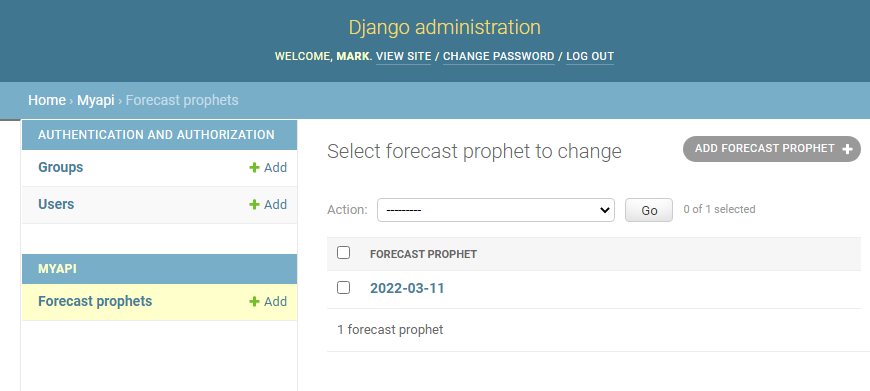 Django administration
WELCOME, MARK. VIEW SITE / CHANGE PASSWORD / LOG OUT
Home › Myapi › Forecast prophets
AUTHENTICATION AND AUTHORIZATION
Groups + Add
Users + Add
MYAPI
Forecast prophets + Add
Select forecast prophet to change
ADD FORECAST PROPHET +
Action: --------- Go 0 of 1 selected
FORECAST PROPHET
2022-03-11
1 forecast prophet